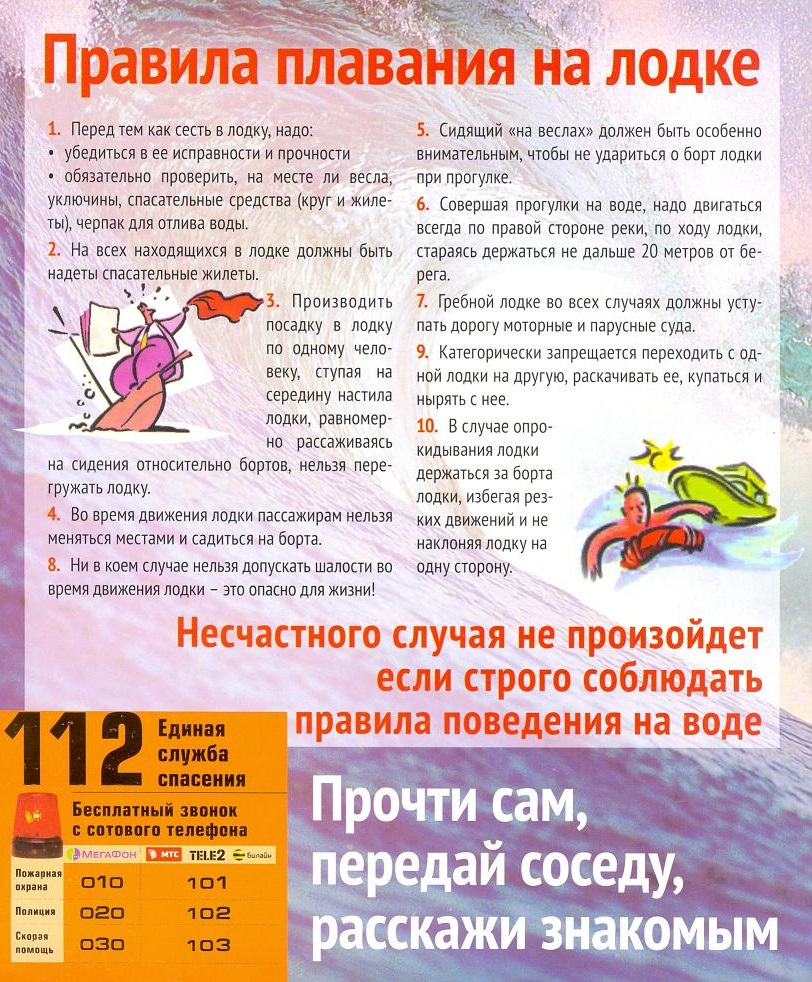 Правила плавания на лодке
1. Перед тем как сесть в лодку, надо:
• убедиться в ее исправности и прочности
• обязательно проверить, на месте ли весла,
уключины, спасательные средства (круг и жиле-
ты), черпак для отлива воды.
2. На всех находящихся в лодке должны быть
надеты спасательные жилеты.
3. Производить
посадку в лодку
по одному чело-
веку, ступая на
середину настила
лодки, равномер-
но рассаживаясь
на сидения относительно бортов, нельзя пере-
гружать лодку.
4. Во время движения лодки пассажирам нельзя
меняться местами и садиться на борта.
8. Ни в коем случае нельзя допускать шалости во
время движения лодки – это опасно для жизни!
5. Сидящий «на веслах» должен быть особенно
внимательным, чтобы не удариться о борт лодки
при прогулке.
6. Совершая прогулки на воде, надо двигаться
всегда по правой стороне реки, по ходу лодки,
стараясь держаться не дальше 20 метров от бе-
рега.
7. Гребной лодке во всех случаях должны усту-
пать дорогу моторные и парусные суда.
9. Категорически запрещается переходить с од-
ной лодки на другую, раскачивать ее, купаться и
нырять с нее.
10. В случае опро-
кидывания лодки
держаться за борта
лодки, избегая рез-
ких движений и не
наклоняя лодку на
одну сторону.
Несчастного случая не произойдет
если строго соблюдать
правила поведения на воде
112 Единая
служба
спасения
Бесплатный звонок
с сотового телефона
МЕГАФОН МТС TELE2 Билайн
Пожарная
охрана 010 101
Полиция 020 102
Скорая
помощь 030 103
Прочти сам,
передай соседу,
расскажи знакомым